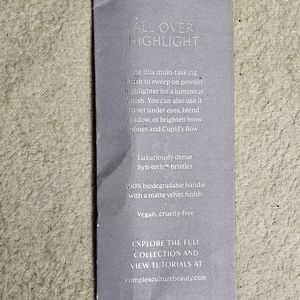 ALL OVER
HIGHLIGHT
this multi-tasking
to sweep on powder
highlighter for a luminous
finish. You can also use it
to set under eyes, blend
shadow, or brighten brow
bones and Cupid's Bow
Luxuriously dense
Syn-tech™ bristles
100% biodegradable handle
with a matte velvet finish
Vegan, cruelty-free
EXPLORE THE FULL
COLLECTION AND
VIEW TUTORIALS AT
complexculturebeauty.com